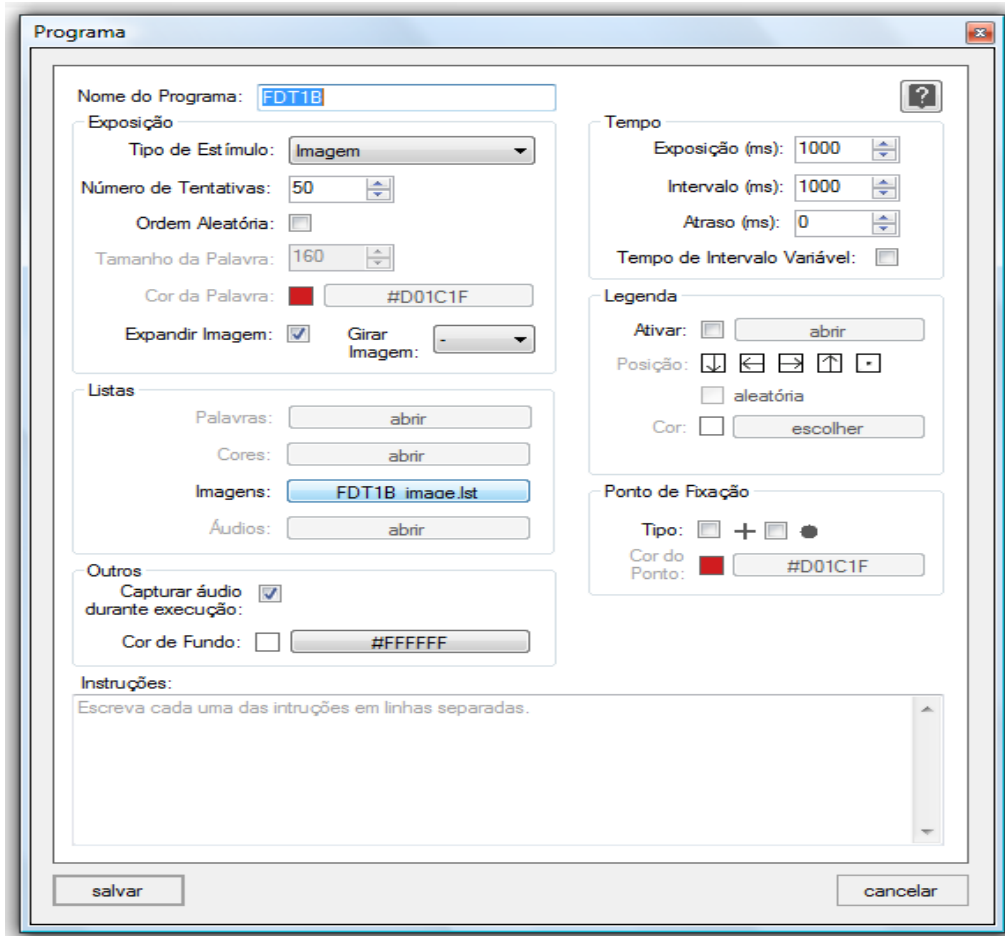 Programa
Nome do Programa: FDT1B
Exposição
Tipo de Estímulo: Imagem
Número de Tentativas: 50
Ordem Aleatória:
Tamanho da Palavra: 160
Cor da Palavra: #D01C1F
Expandir Imagem: Girar Imagem: -
Listas
Palavras: abrir
Cores: abrir
Imagens: FDT1B_image.lst
Áudios: abrir
Outros
Capturar áudio
durante execução:
Cor de Fundo: #FFFFFF
?
Tempo
Exposição (ms): 1000
Intervalo (ms): 1000
Atraso (ms): 0
Tempo de Intervalo Variável:
Legenda
Ativar: abrir
Posição:
aleatória
Cor: escolher
Ponto de Fixação
Tipo:
Cor do
Ponto: #D01C1F
Instruções:
Escreva cada uma das intruções em linhas separadas.
salvar
cancelar